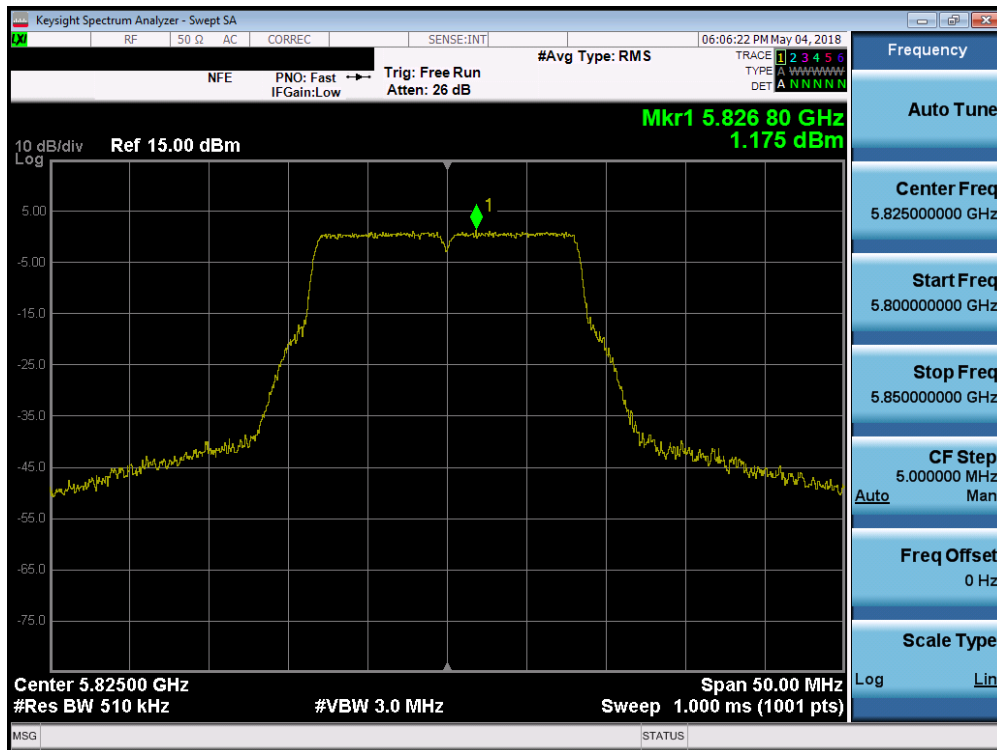 Keysight Spectrum Analyzer - Swept SA
LXI RF 50 Ω AC CORREC SENSE:INT 06:06:22 PM May 04, 2018
#Avg Type: RMS TRACE 1 2 3 4 5 6
NFE PNO: Fast Trig: Free Run TYPE A WWWWW
IFGain:Low Atten: 26 dB DET A N N N N N
Mkr1 5.826 80 GHz
1.175 dBm
10 dB/div Ref 15.00 dBm
Log
1
5.00
-5.00
-15.0
-25.0
-35.0
-45.0
-55.0
-65.0
-75.0
Center 5.82500 GHz Span 50.00 MHz
#Res BW 510 kHz #VBW 3.0 MHz Sweep 1.000 ms (1001 pts)
MSG STATUS
Frequency
Auto Tune
Center Freq
5.825000000 GHz
Start Freq
5.800000000 GHz
Stop Freq
5.850000000 GHz
CF Step
5.000000 MHz
Auto Man
Freq Offset
0 Hz
Scale Type
Log Lin